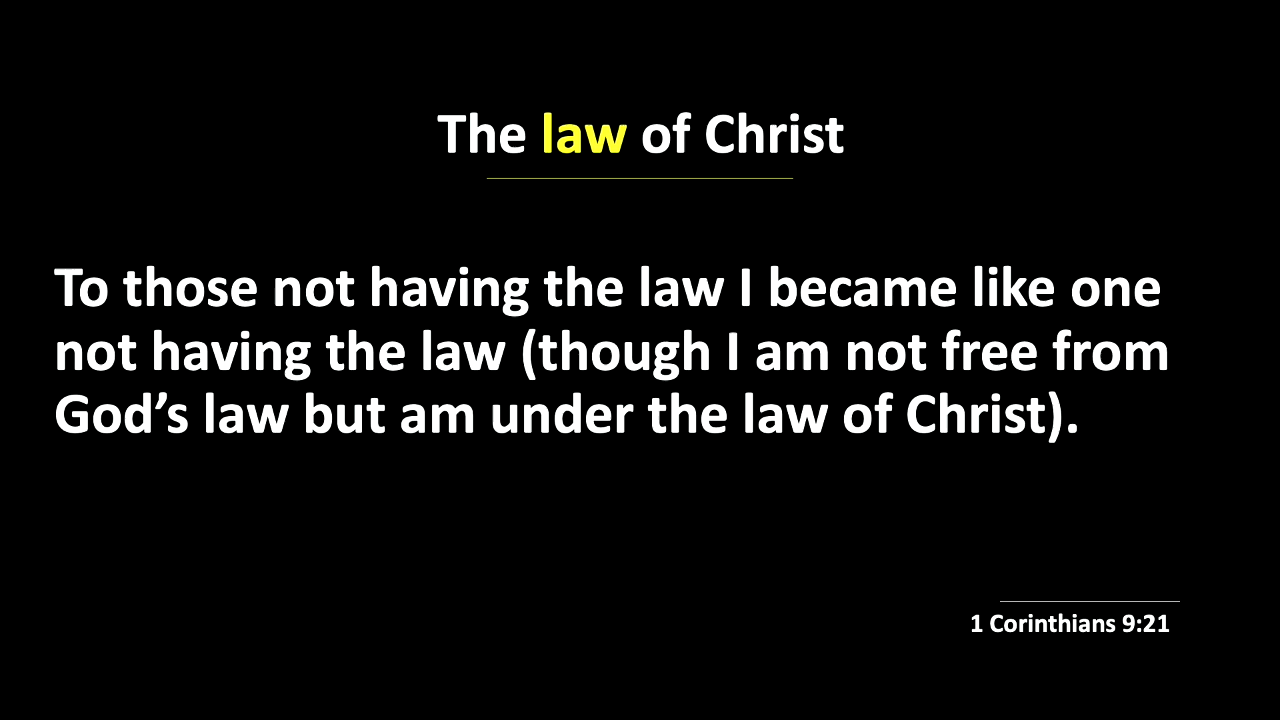 The law of Christ
To those not having the law I became like one
not having the law (though I am not free from
God’s law but am under the law of Christ).
1 Corinthians 9:21